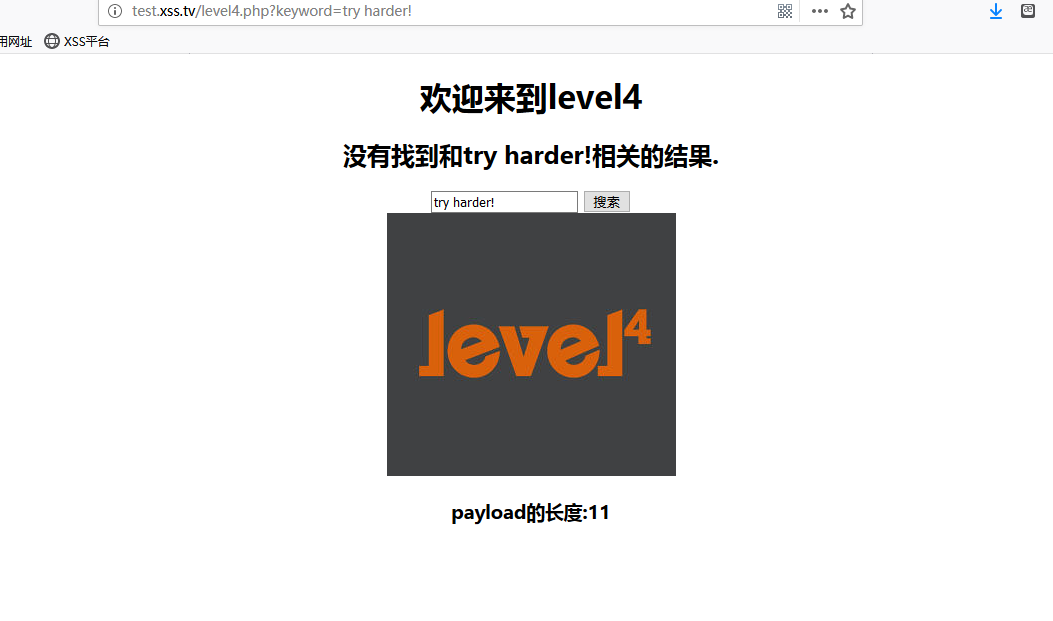 test.xss.tv/level4.php?keyword=try harder!
用网址 XSS平台
欢迎来到level4
没有找到和try harder!相关的结果.
try harder! 搜索
level4
payload的长度:11